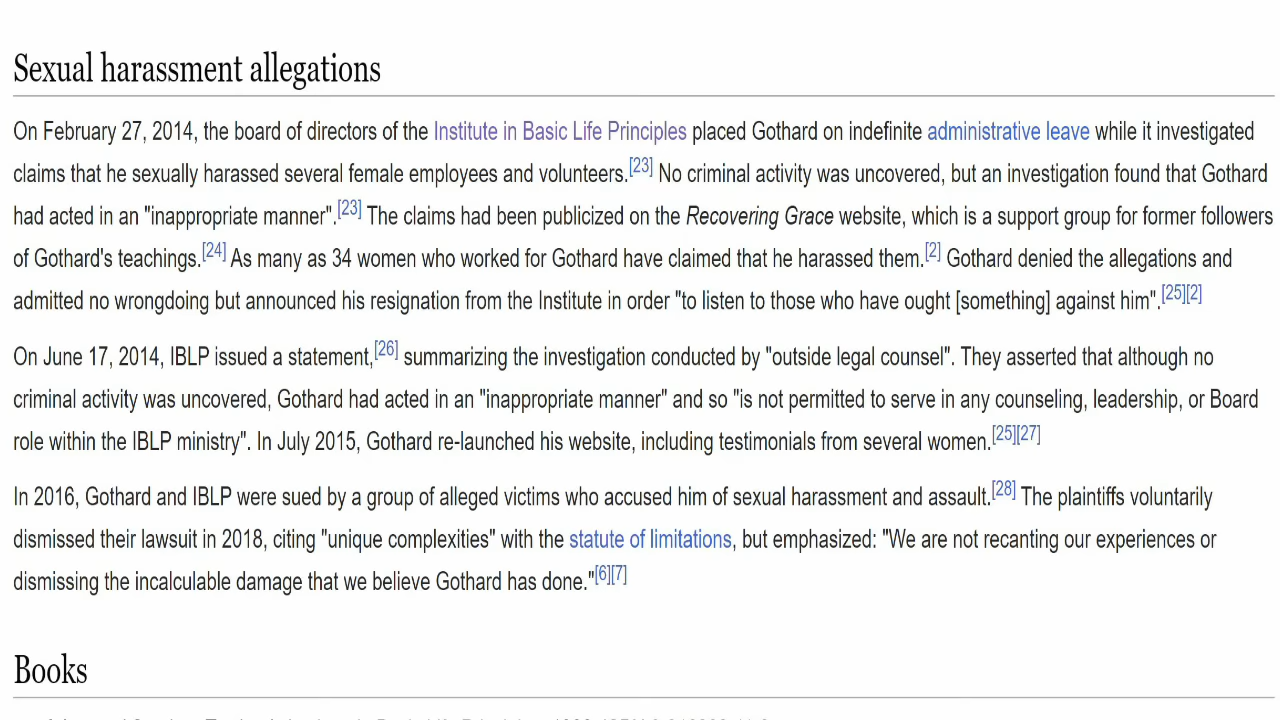 Sexual harassment allegations
On February 27, 2014, the board of directors of the Institute in Basic Life Principles placed Gothard on indefinite administrative leave while it investigated
claims that he sexually harassed several female employees and volunteers.[23] No criminal activity was uncovered, but an investigation found that Gothard
had acted in an "inappropriate manner".[23] The claims had been publicized on the Recovering Grace website, which is a support group for former followers
of Gothard's teachings.[24] As many as 34 women who worked for Gothard have claimed that he harassed them.[2] Gothard denied the allegations and
admitted no wrongdoing but announced his resignation from the Institute in order "to listen to those who have ought [something] against him".[25][2]
On June 17, 2014, IBLP issued a statement,[26] summarizing the investigation conducted by "outside legal counsel". They asserted that although no
criminal activity was uncovered, Gothard had acted in an "inappropriate manner" and so "is not permitted to serve in any counseling, leadership, or Board
role within the IBLP ministry". In July 2015, Gothard re-launched his website, including testimonials from several women.[25][27]
In 2016, Gothard and IBLP were sued by a group of alleged victims who accused him of sexual harassment and assault.[28] The plaintiffs voluntarily
dismissed their lawsuit in 2018, citing "unique complexities" with the statute of limitations, but emphasized: "We are not recanting our experiences or
dismissing the incalculable damage that we believe Gothard has done."[6][7]
Books